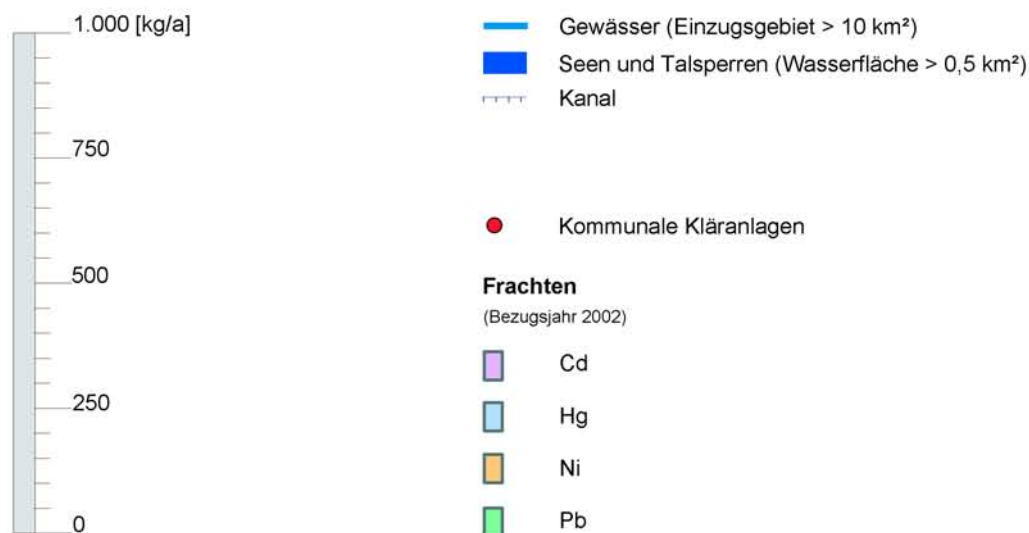 1.000 [kg/a]
750
500
250
0
Gewässer (Einzugsgebiet > 10 km²)
Seen und Talsperren (Wasserfläche > 0,5 km²)
Kanal
Kommunale Kläranlagen
Frachten
(Bezugsjahr 2002)
Cd
Hg
Ni
Pb